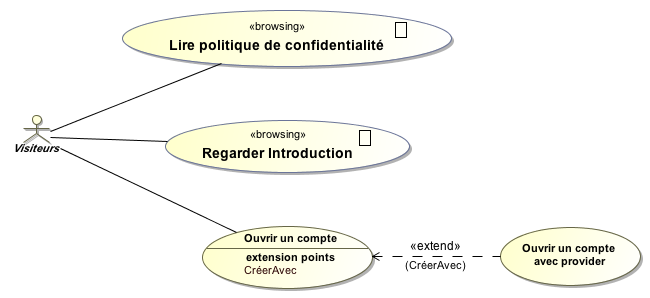 «browsing»
Lire politique de confidentialité
Visiteurs
«browsing»
Regarder Introduction
Ouvrir un compte
extension points
CréerAvec
«extend»
(CréerAvec)
Ouvrir un compte
avec provider